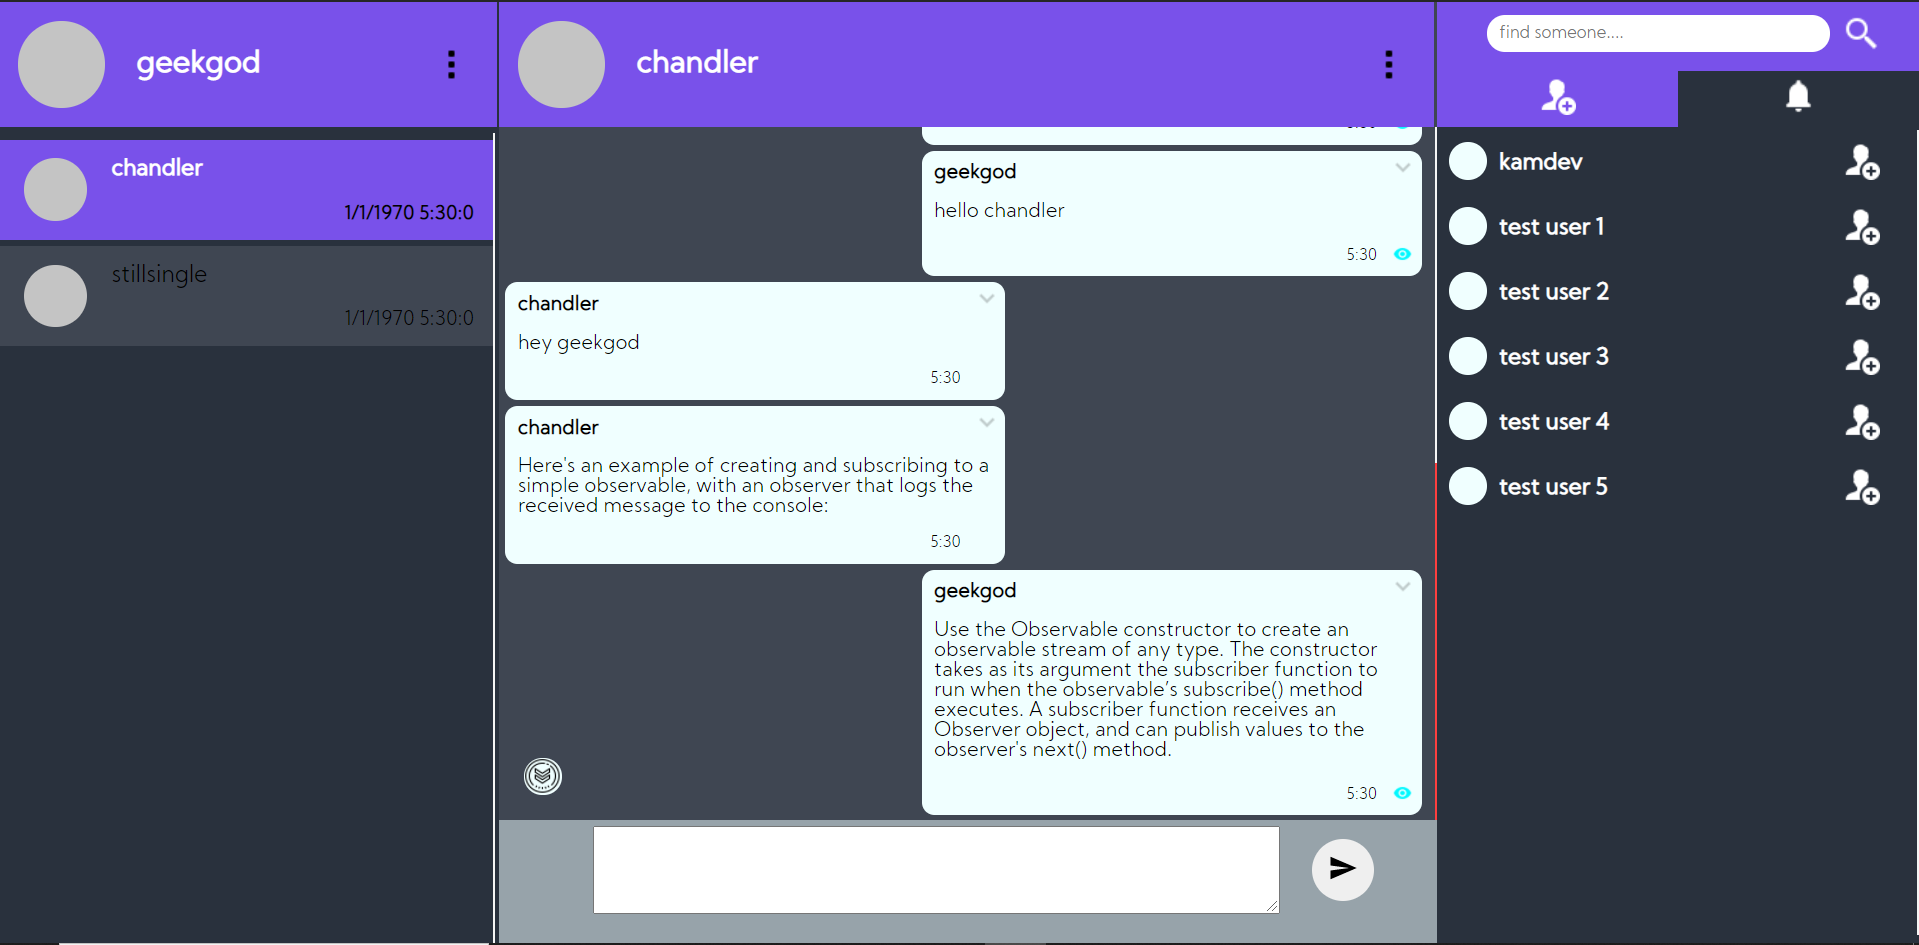 geekgod
chandler
1/1/1970 5:30:0
stillsingle
1/1/1970 5:30:0
chandler
geekgod
hello chandler
5:30
chandler
hey geekgod
5:30
chandler
Here's an example of creating and subscribing to a
simple observable, with an observer that logs the
received message to the console:
5:30
geekgod
Use the Observable constructor to create an
observable stream of any type. The constructor
takes as its argument the subscriber function to
run when the observable’s subscribe() method
executes. A subscriber function receives an
Observer object, and can publish values to the
observer's next() method.
5:30
find someone....
kamdev
test user 1
test user 2
test user 3
test user 4
test user 5